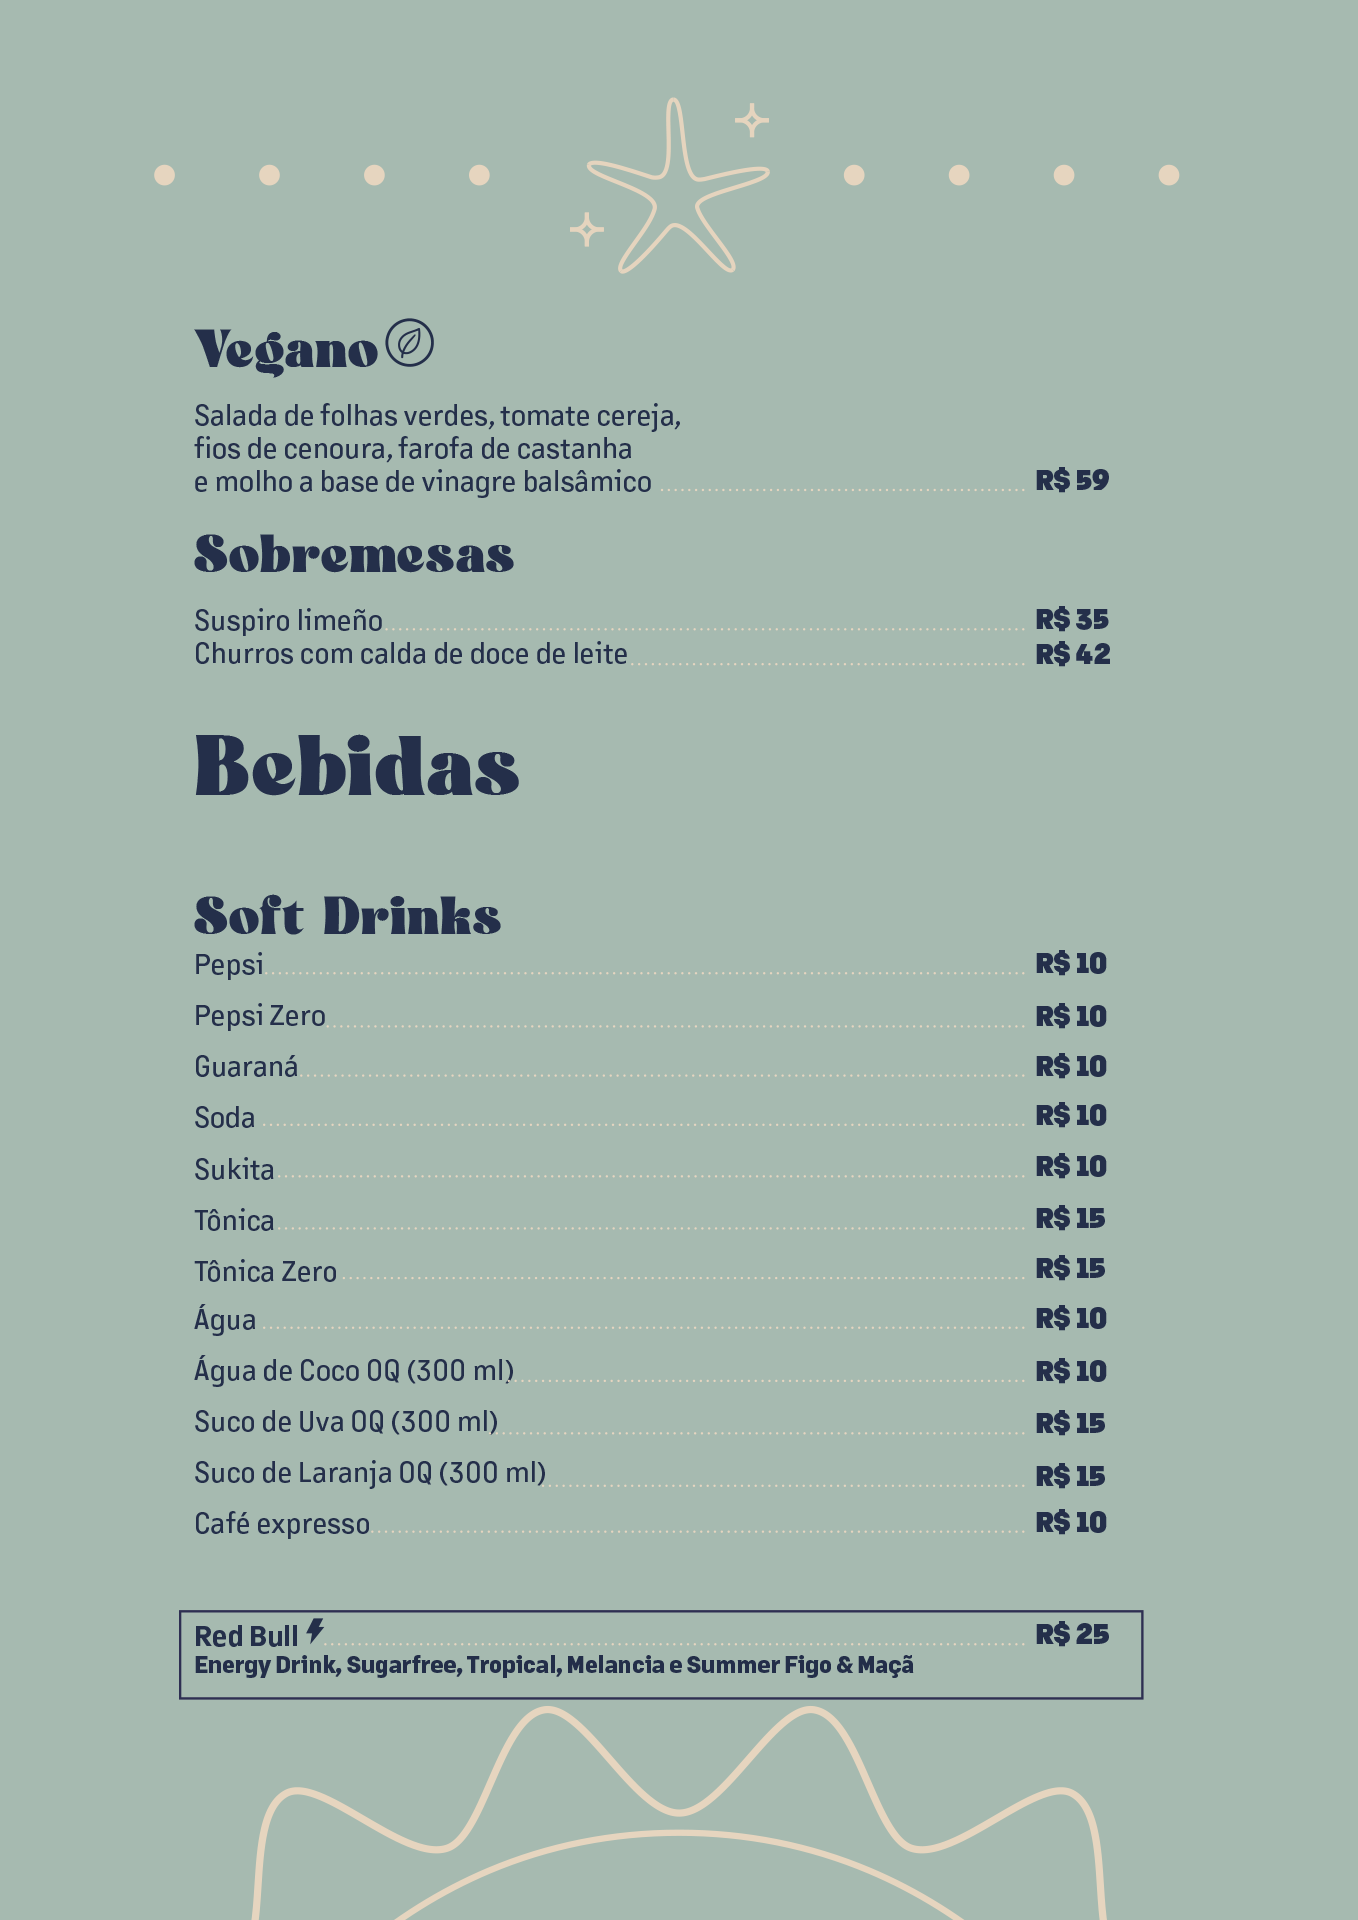 Vegano
Salada de folhas verdes, tomate cereja,
fios de cenoura, farofa de castanha
e molho a base de vinagre balsâmico R$ 59
Sobremesas
Suspiro limeño R$ 35
Churros com calda de doce de leite R$ 42
Bebidas
Soft Drinks
Pepsi R$ 10
Pepsi Zero R$ 10
Guaraná R$ 10
Soda R$ 10
Sukita R$ 10
Tônica R$ 15
Tônica Zero R$ 15
Água R$ 10
Água de Coco OQ (300 ml) R$ 10
Suco de Uva OQ (300 ml) R$ 15
Suco de Laranja OQ (300 ml) R$ 15
Café expresso R$ 10
Red Bull R$ 25
Energy Drink, Sugarfree, Tropical, Melancia e Summer Figo & Maçã